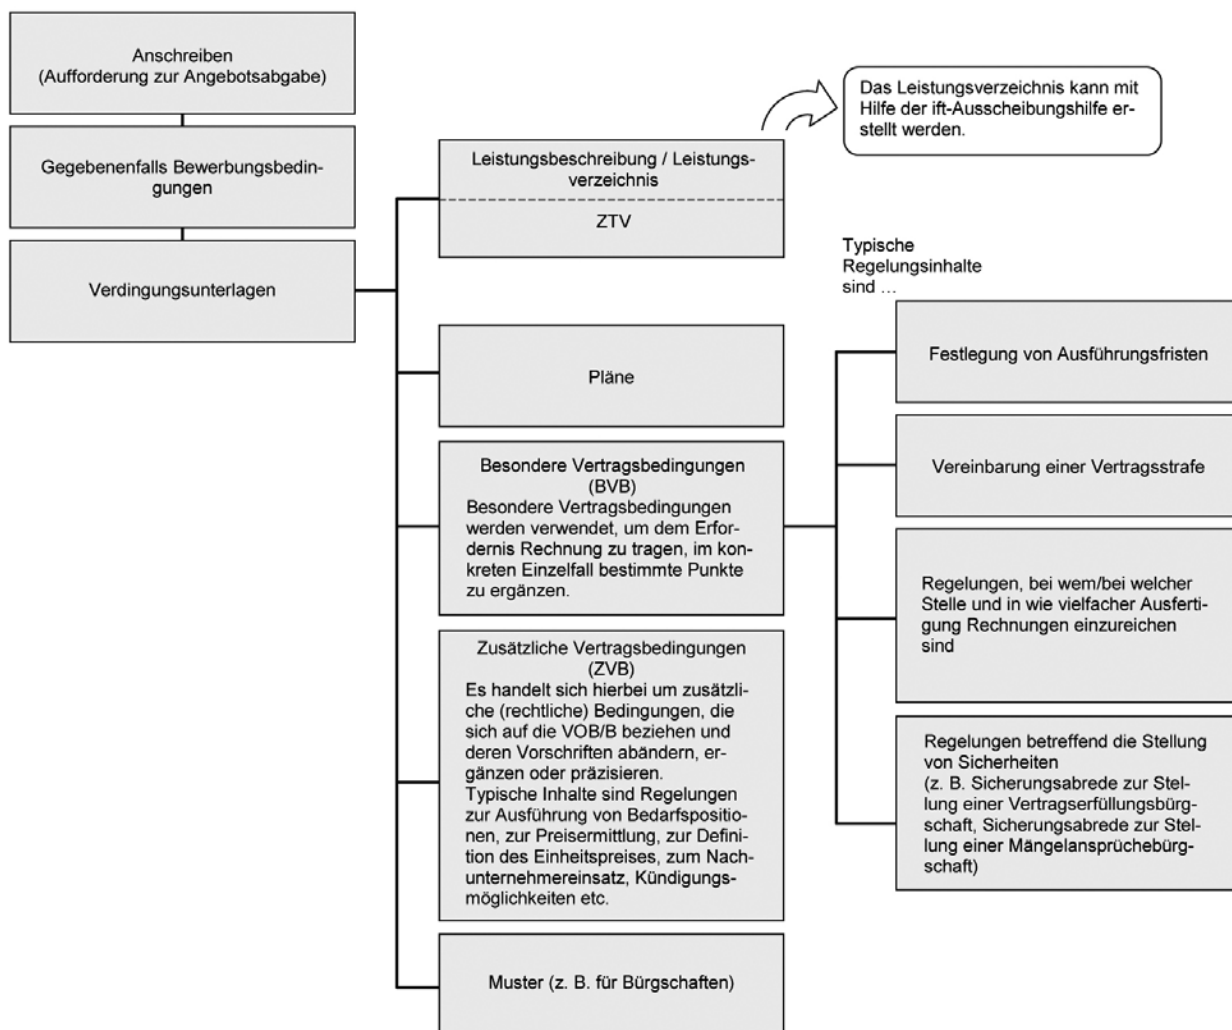 Anschreiben
(Aufforderung zur Angebotsabgabe)
Gegebenenfalls Bewerbungsbedin-
gungen
Verdingungsunterlagen
Das Leistungsverzeichnis kann mit
Hilfe der ift-Ausscheibungshilfe er-
stellt werden.
Leistungsbeschreibung / Leistungs-
verzeichnis
ZTV
Pläne
Besondere Vertragsbedingungen
(BVB)
Besondere Vertragsbedingungen
werden verwendet, um dem Erfor-
dernis Rechnung zu tragen, im kon-
kreten Einzelfall bestimmte Punkte
zu ergänzen.
Zusätzliche Vertragsbedingungen
(ZVB)
Es handelt sich hierbei um zusätzli-
che (rechtliche) Bedingungen, die
sich auf die VOB/B beziehen und
deren Vorschriften abändern, er-
gänzen oder präzisieren.
Typische Inhalte sind Regelungen
zur Ausführung von Bedarfspositio-
nen, zur Preisermittlung, zur Defini-
tion des Einheitspreises, zum Nach-
unternehmereinsatz, Kündigungs-
möglichkeiten etc.
Muster (z. B. für Bürgschaften)
Typische
Regelungsinhalte
sind ...
Festlegung von Ausführungsfristen
Vereinbarung einer Vertragsstrafe
Regelungen, bei wem/bei welcher
Stelle und in wie vielfacher Ausferti-
gung Rechnungen einzureichen
sind
Regelungen betreffend die Stellung
von Sicherheiten
(z. B. Sicherungsabrede zur Stel-
lung einer Vertragserfüllungsbürg-
schaft, Sicherungsabrede zur Stel-
lung einer Mängelansprüchebürg-
schaft)